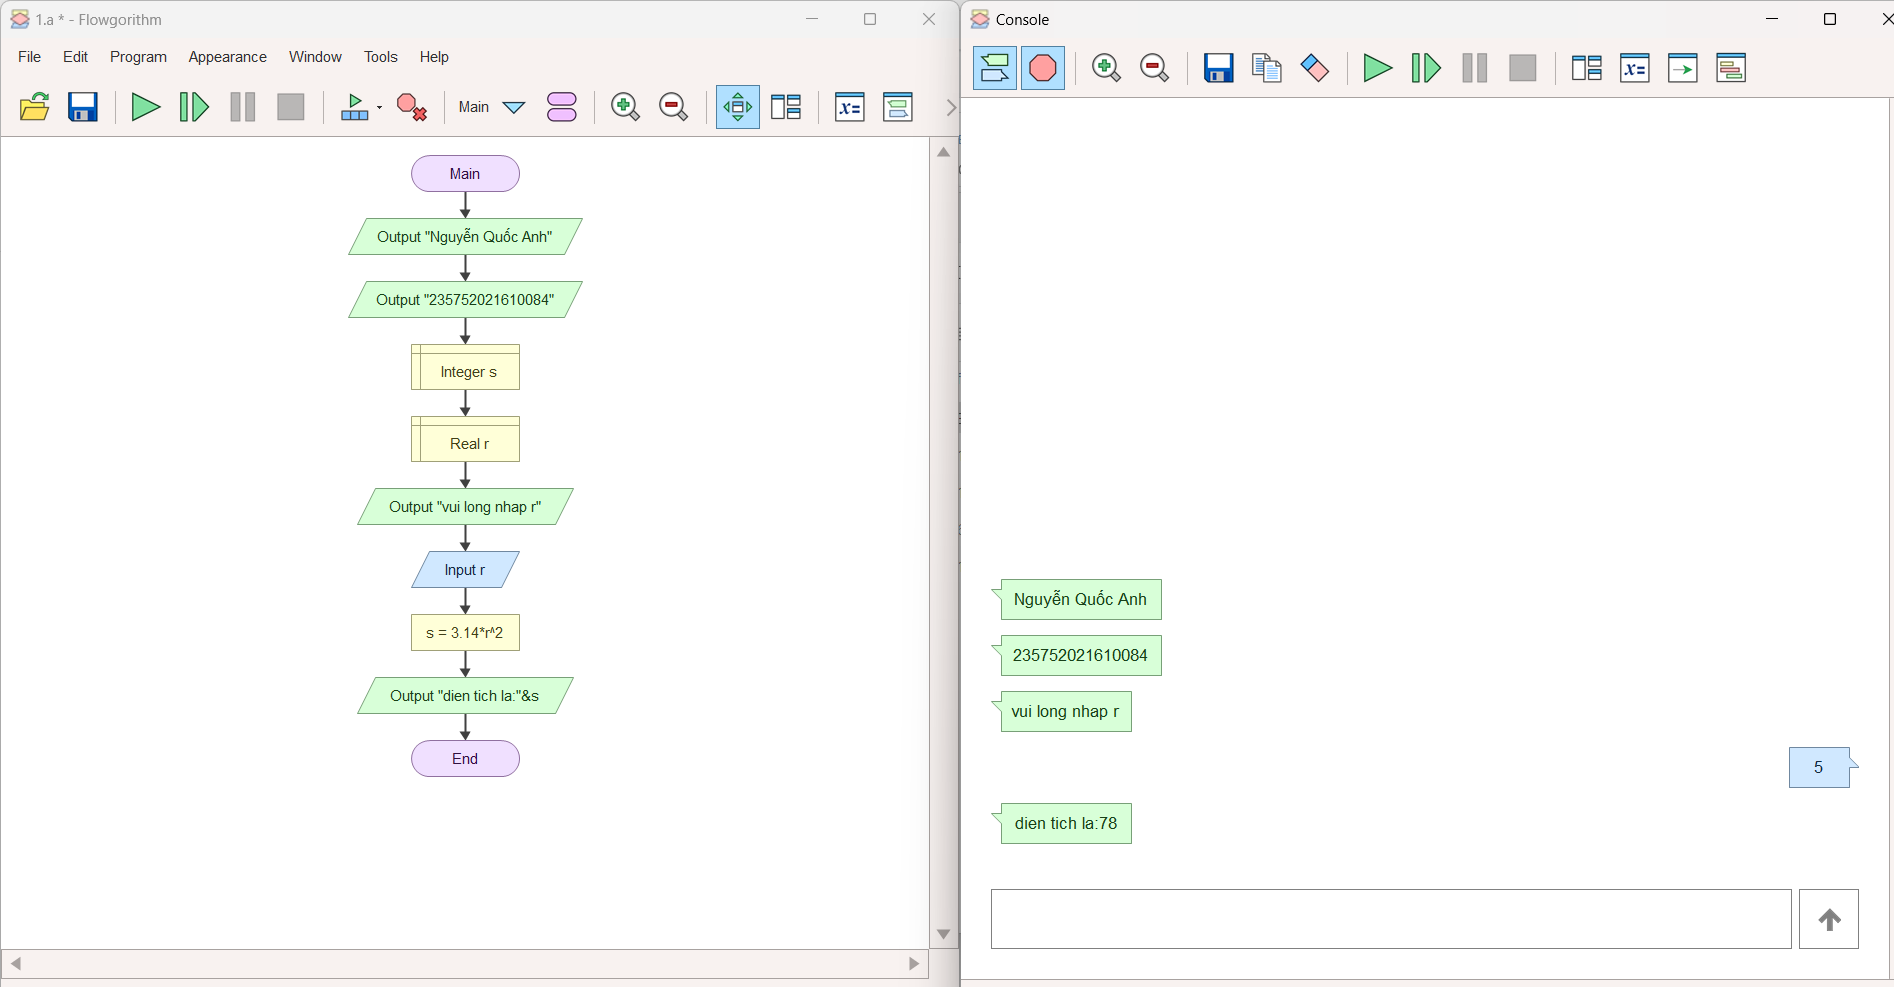 1.a * - Flowgorithm
File Edit Program Appearance Window Tools Help
Main
x=
Main
Output "Nguyễn Quốc Anh"
Output "235752021610084"
Integer s
Real r
Output "vui long nhap r"
Input r
s = 3.14*r^2
Output "dien tich la:"&s
End
Console
x=
Nguyễn Quốc Anh
235752021610084
vui long nhap r
5
dien tich la:78